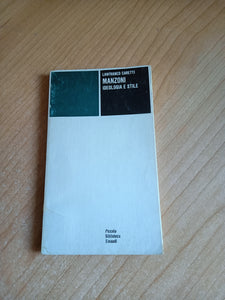 LANFRANCO CARETTI
MANZONI
IDEOLOGIA E STILE
Piccola
Biblioteca
Einaudi